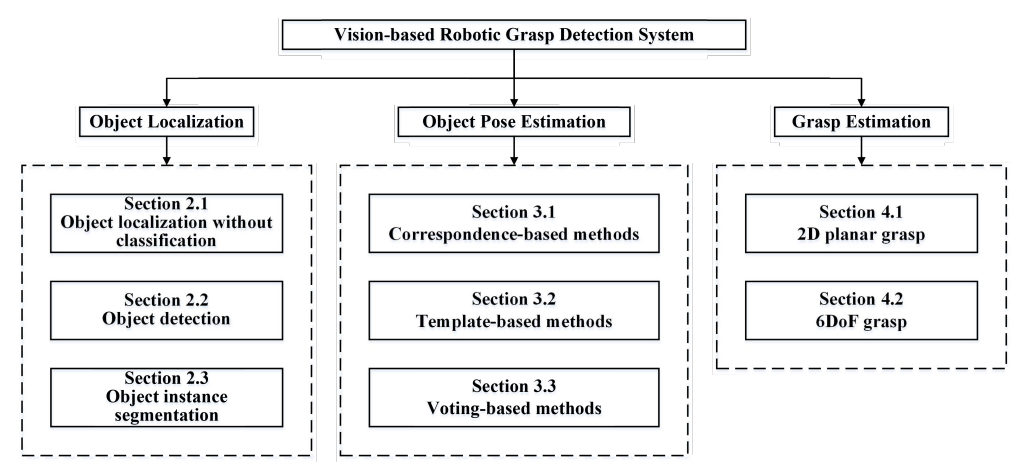 Vision-based Robotic Grasp Detection System
Object Localization
Object Pose Estimation
Grasp Estimation
Section 2.1
Object localization without
classification
Section 2.2
Object detection
Section 2.3
Object instance
segmentation
Section 3.1
Correspondence-based methods
Section 3.2
Template-based methods
Section 3.3
Voting-based methods
Section 4.1
2D planar grasp
Section 4.2
6DoF grasp